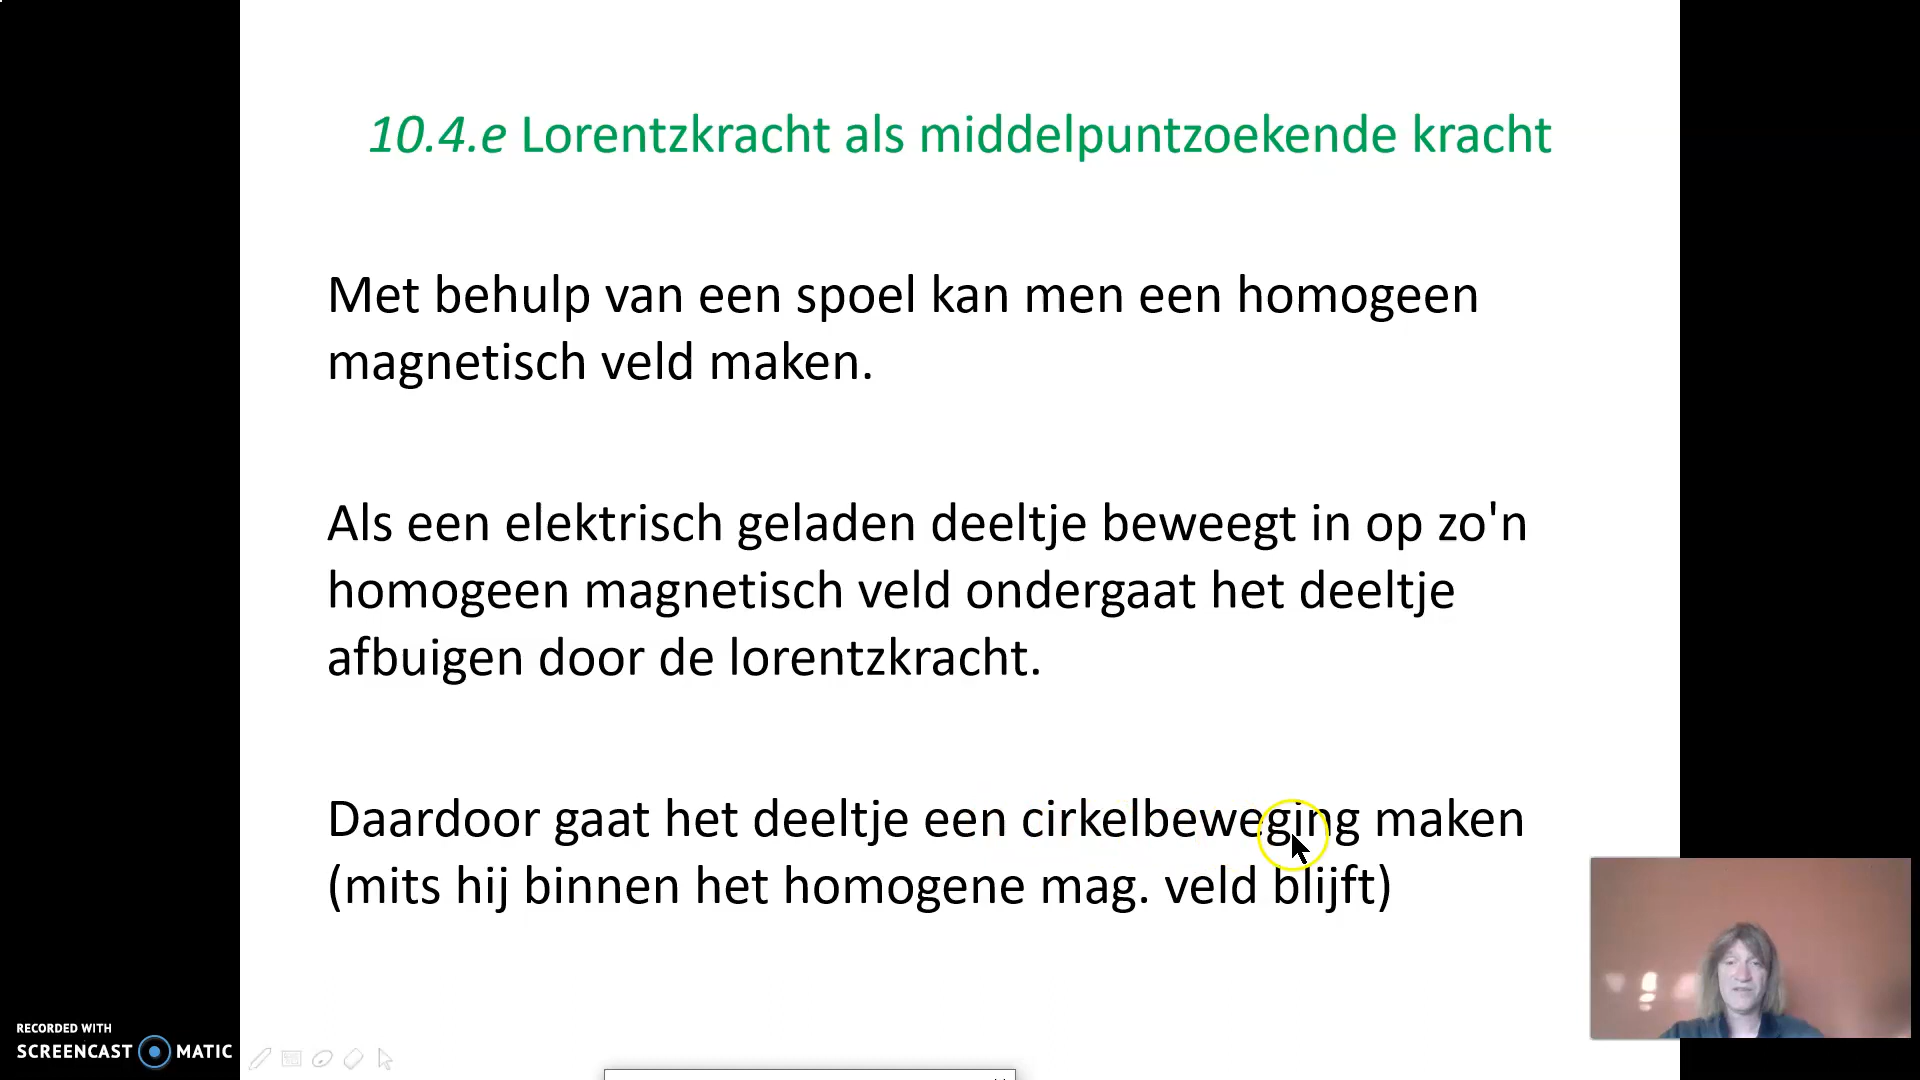 10.4.e Lorentzkracht als middelpuntzoekende kracht
Met behulp van een spoel kan men een homogeen
magnetisch veld maken.
Als een elektrisch geladen deeltje beweegt in op zo'n
homogeen magnetisch veld ondergaat het deeltje
afbuigen door de lorentzkracht.
Daardoor gaat het deeltje een cirkelbeweging maken
(mits hij binnen het homogene mag. veld blijft)
RECORDED WITH
SCREENCAST MATIC